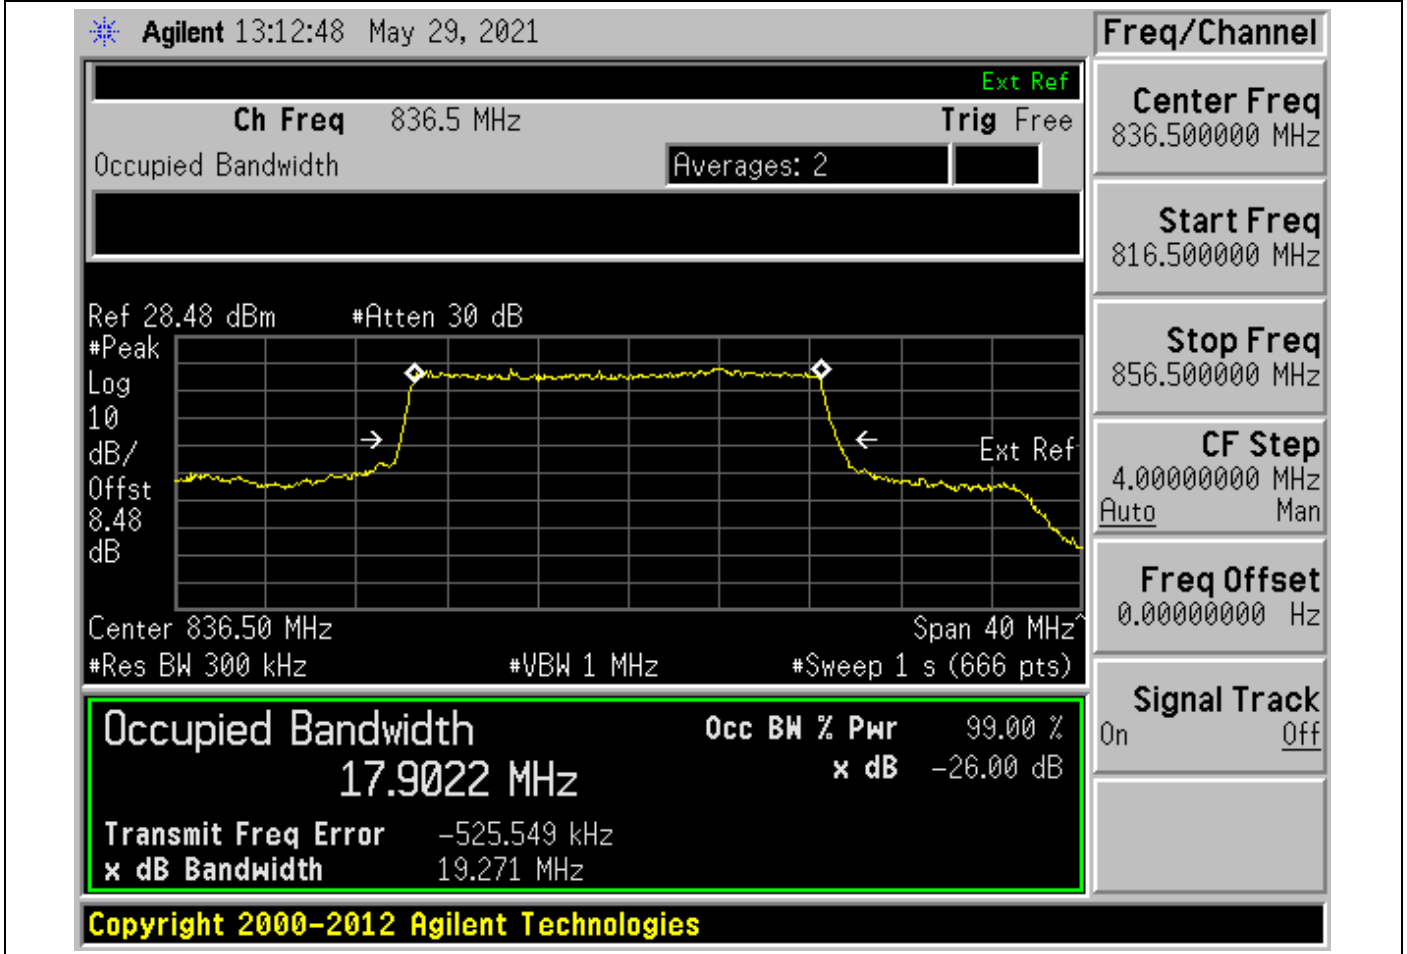 Agilent 13:12:48 May 29, 2021
Freq/Channel
Ext Ref
Ch Freq 836.5 MHz Trig Free
Occupied Bandwidth Averages: 2
Center Freq
836.500000 MHz
Start Freq
816.500000 MHz
Stop Freq
856.500000 MHz
CF Step
4.00000000 MHz
Auto Man
Freq Offset
0.00000000 Hz
Signal Track
On Off
Ref 28.48 dBm #Atten 30 dB
#Peak
Log
10
dB/
Offst
8.48
dB
Ext Ref
Center 836.50 MHz Span 40 MHz^
#Res BW 300 kHz #VBW 1 MHz #Sweep 1 s (666 pts)
Occupied Bandwidth Occ BW % Pwr 99.00 %
17.9022 MHz x dB -26.00 dB
Transmit Freq Error -525.549 kHz
x dB Bandwidth 19.271 MHz
Copyright 2000-2012 Agilent Technologies